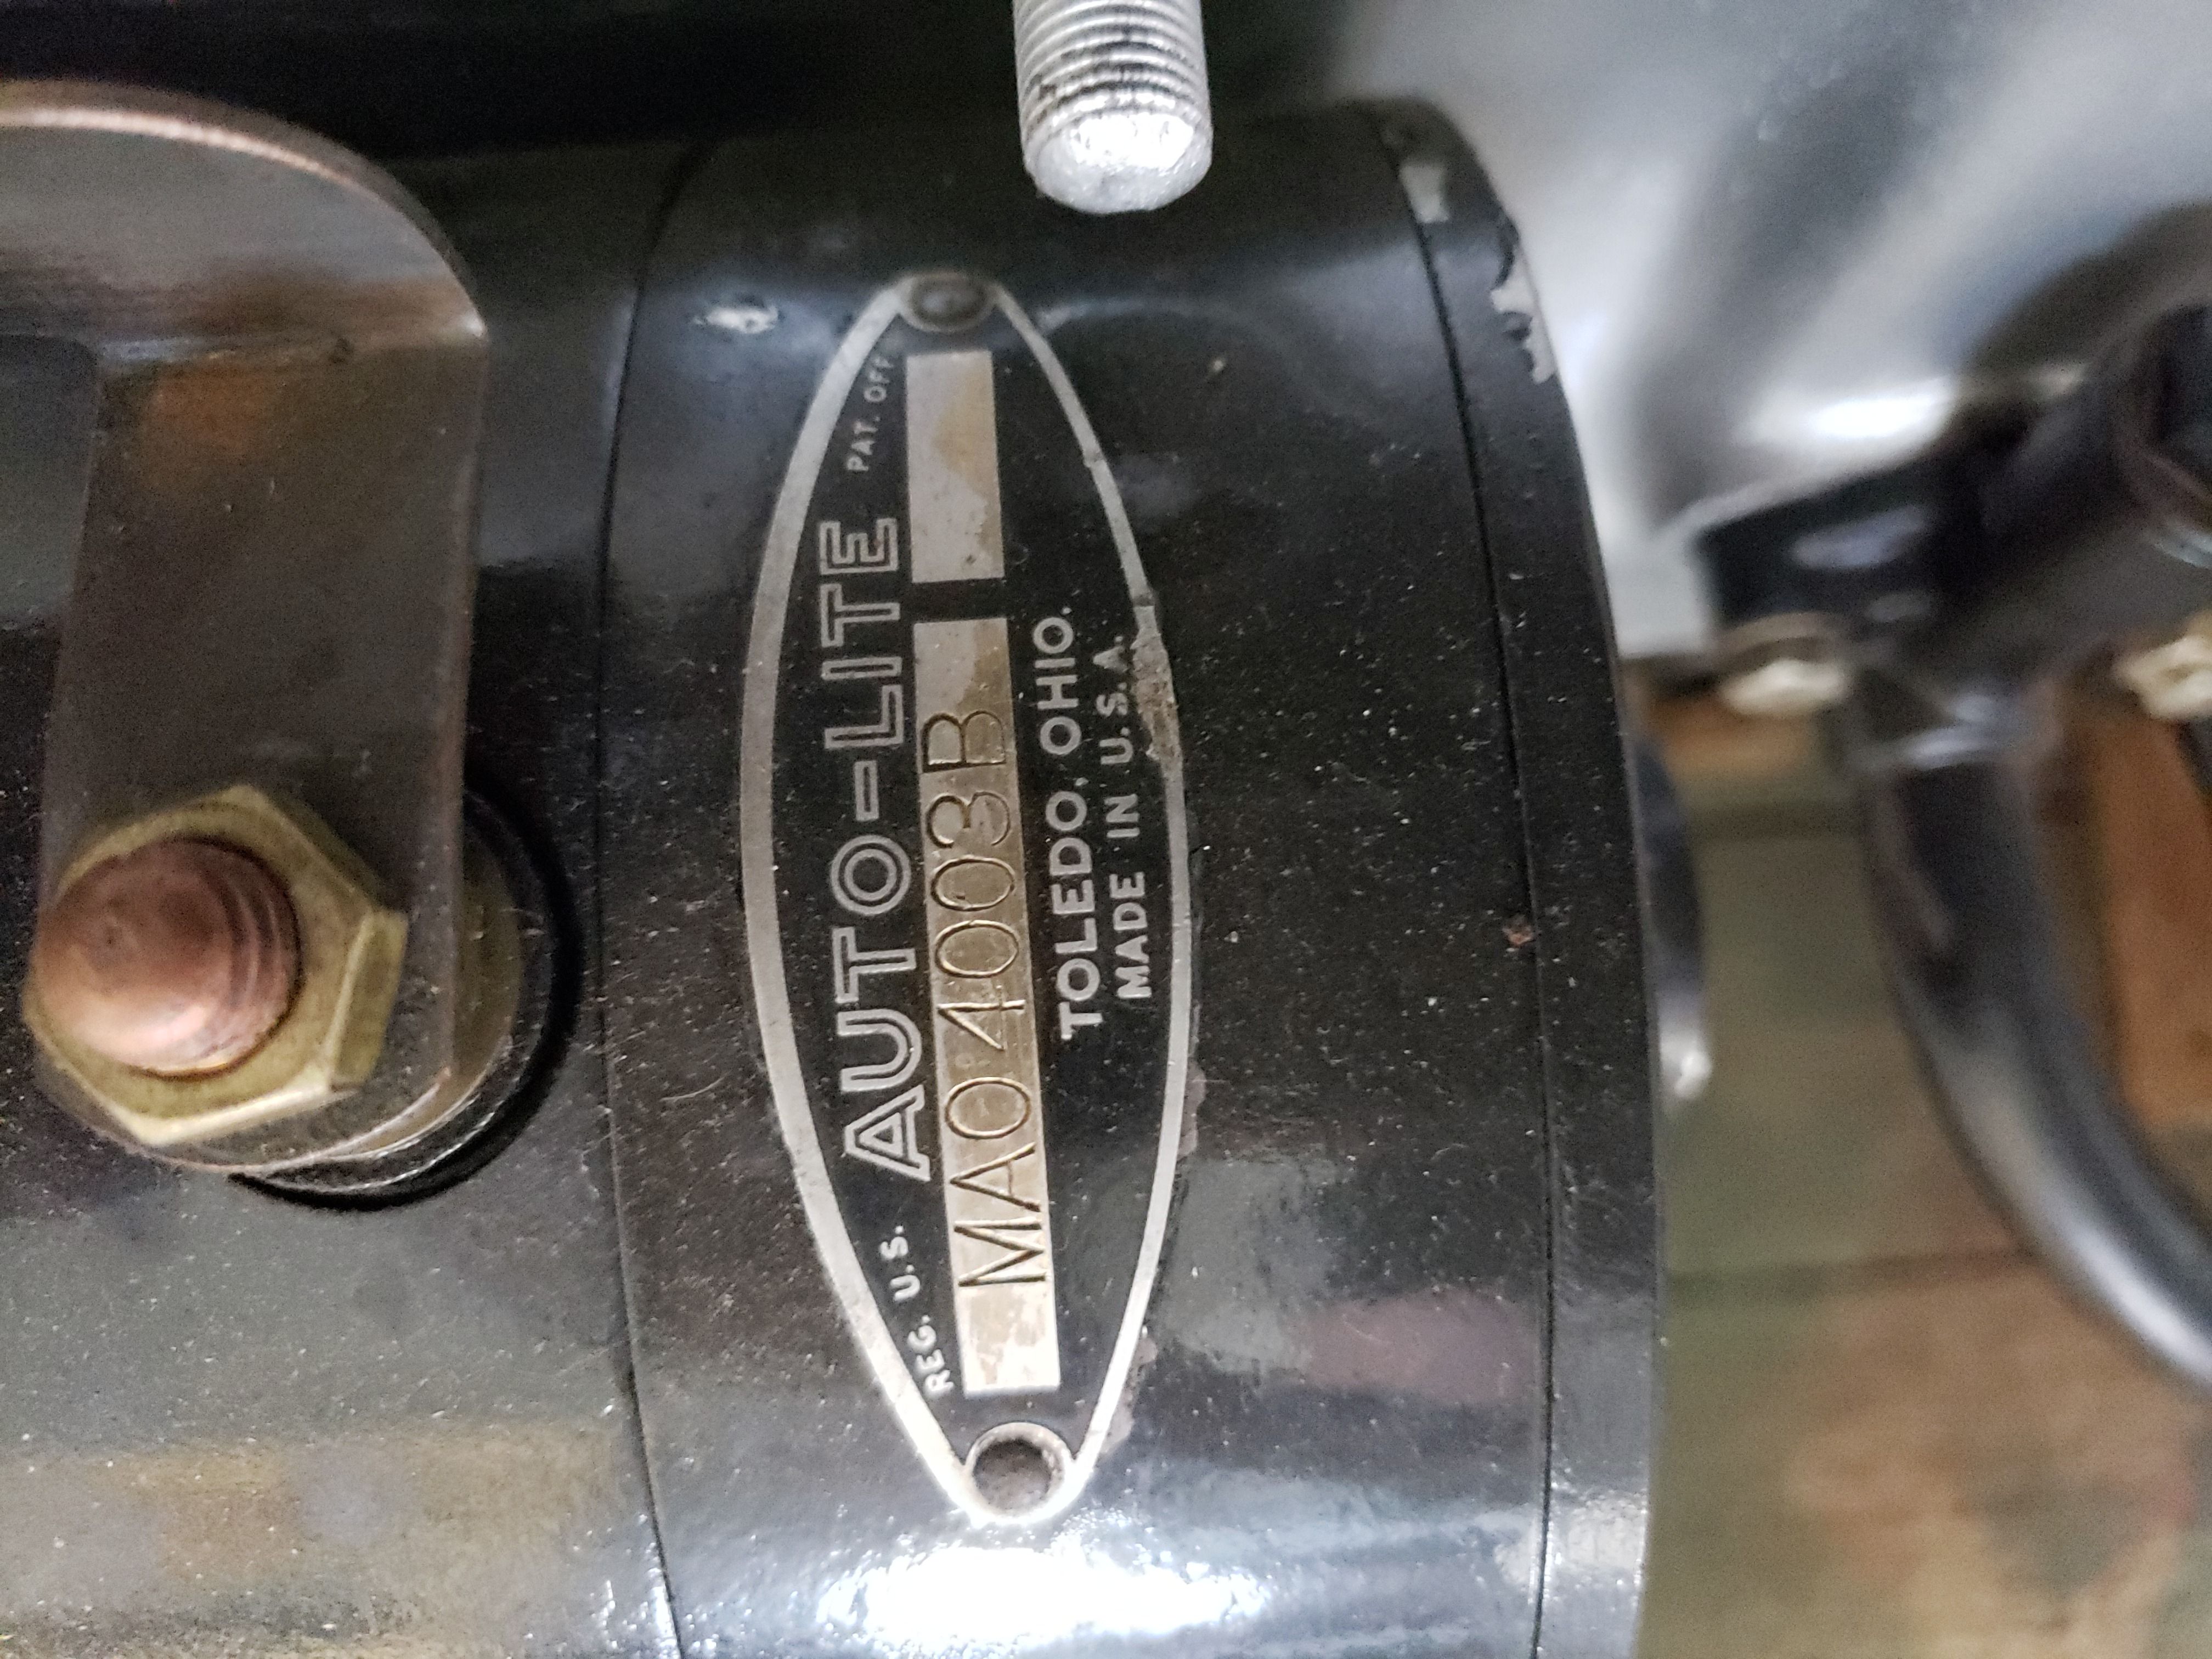 REG. U.S. AUTO-LITE PAT. OFF.
MAO 4003B
TOLEDO, OHIO.
MADE IN U.S.A.